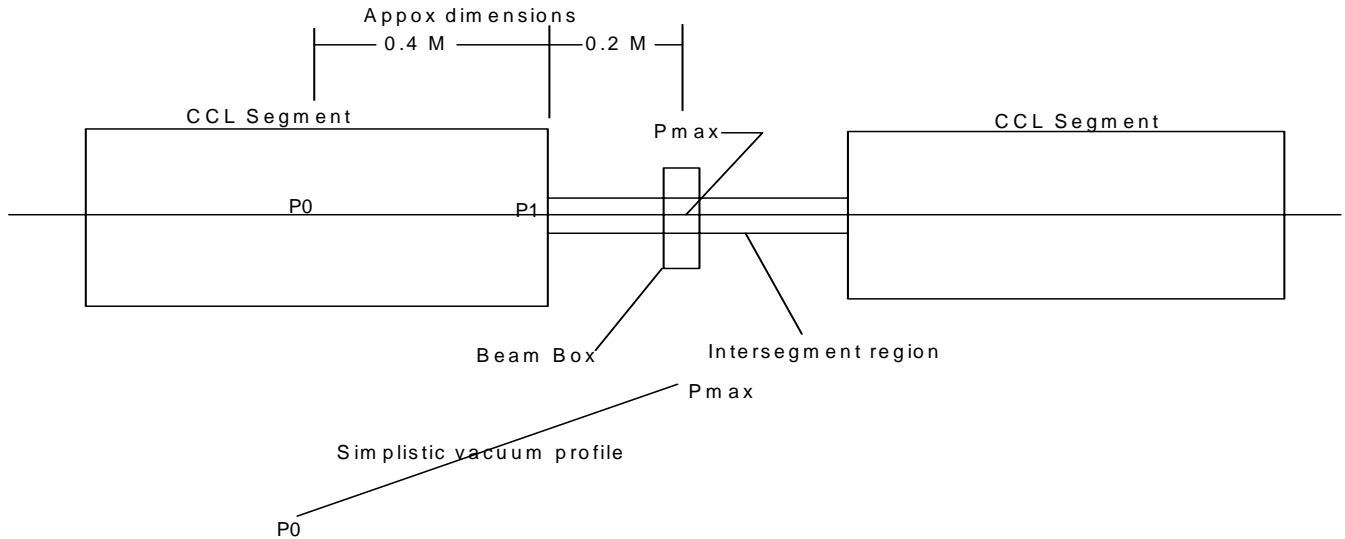 Appox dimensions
0.4 M
0.2 M
CCL Segment
Pmax
CCL Segment
P0
P1
Beam Box
Intersegment region
Pmax
Simplistic vacuum profile
P0